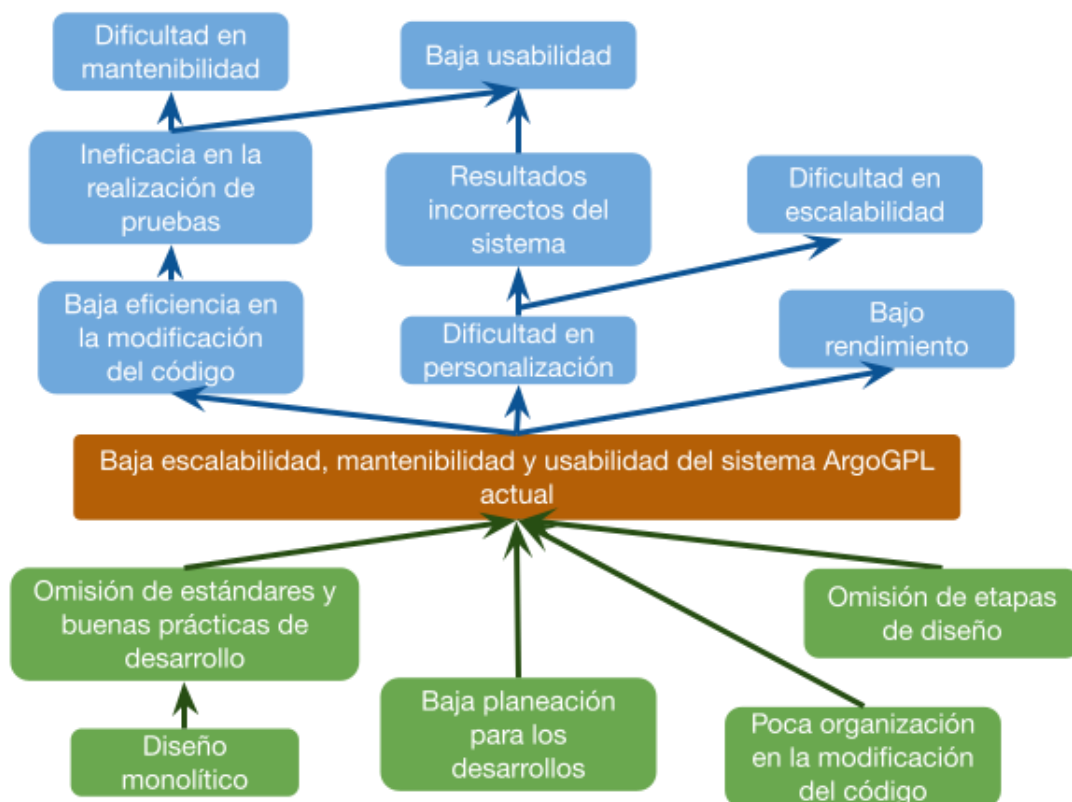 Dificultad en
mantenibilidad
Baja usabilidad
Ineficacia en la
realización de
pruebas
Resultados
incorrectos del
sistema
Dificultad en
escalabilidad
Baja eficiencia en
la modificación
del código
Dificultad en
personalización
Bajo
rendimiento
Baja escalabilidad, mantenibilidad y usabilidad del sistema ArgoGPL
actual
Omisión de estándares y
buenas prácticas de
desarrollo
Omisión de etapas
de diseño
Baja planeación
para los
desarrollos
Poca organización
en la modificación
del código
Diseño
monolítico